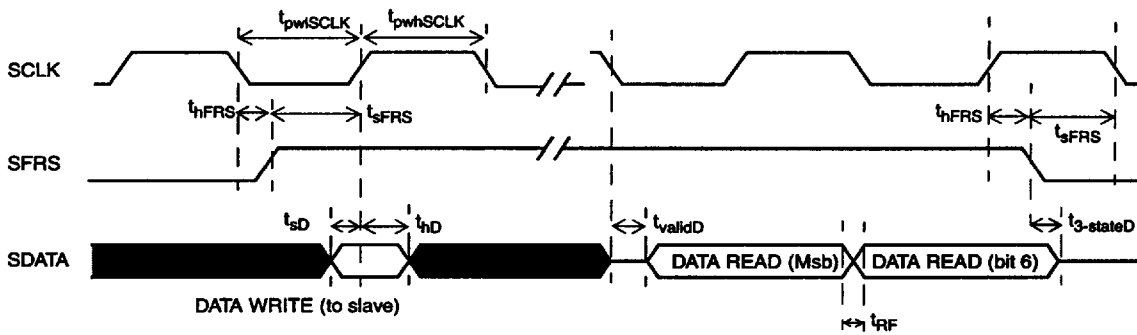 tpwlSCLK tpwhSCLK
SCLK
thFRS tsFRS thFRS tsFRS
SFRS
tsD thD tvalidD t3-stateD
SDATA DATA READ (Msb) DATA READ (bit 6)
DATA WRITE (to slave) tRF